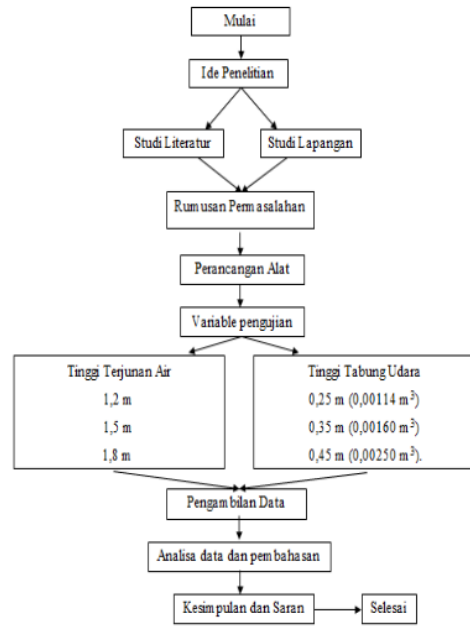 Mulai
Ide Penelitian
Studi Literatur
Studi Lapangan
Rumusan Permasalahan
Perancangan Alat
Variable pengujian
Tinggi Terjunan Air
1,2 m
1,5 m
1,8 m
Tinggi Tabung Udara
0,25 m (0,00114 m³)
0,35 m (0,00160 m³)
0,45 m (0,00250 m³).
Pengambilan Data
Analisa data dan pembahasan
Kesimpulan dan Saran
Selesai